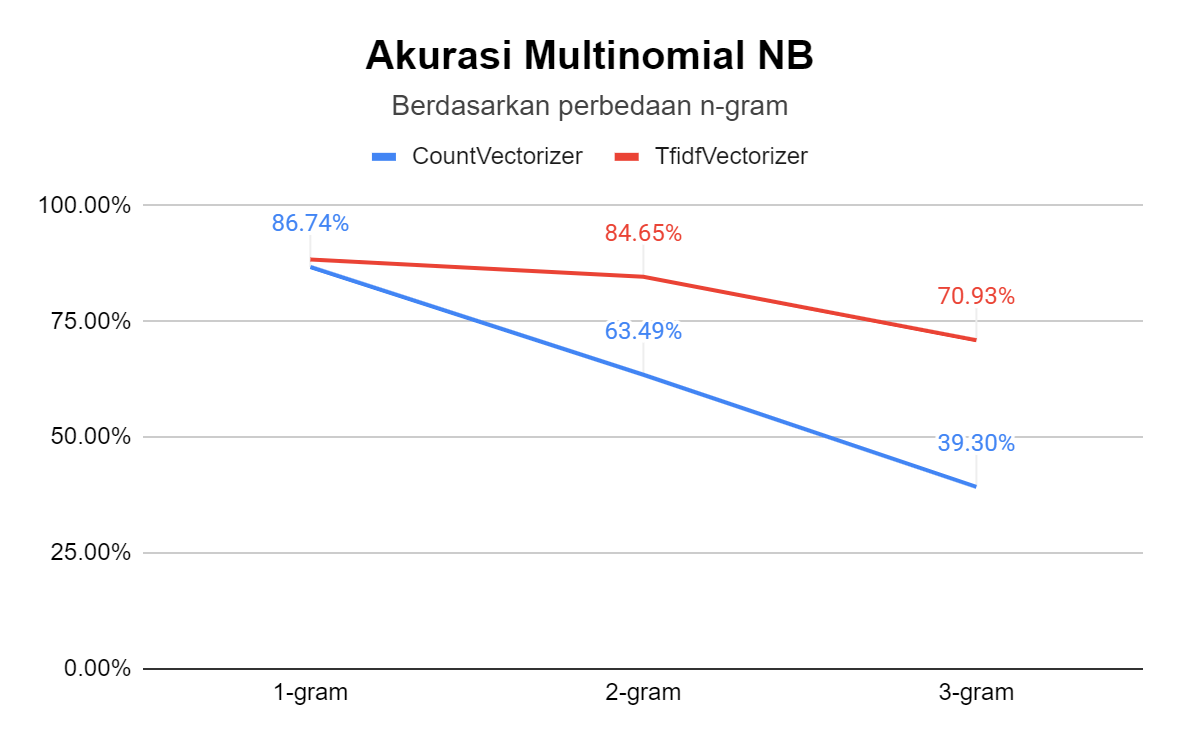 Akurasi Multinomial NB
Berdasarkan perbedaan n-gram
CountVectorizer TfidfVectorizer
100.00%
86.74%
84.65%
70.93%
75.00%
63.49%
50.00%
39.30%
25.00%
0.00%
1-gram 2-gram 3-gram